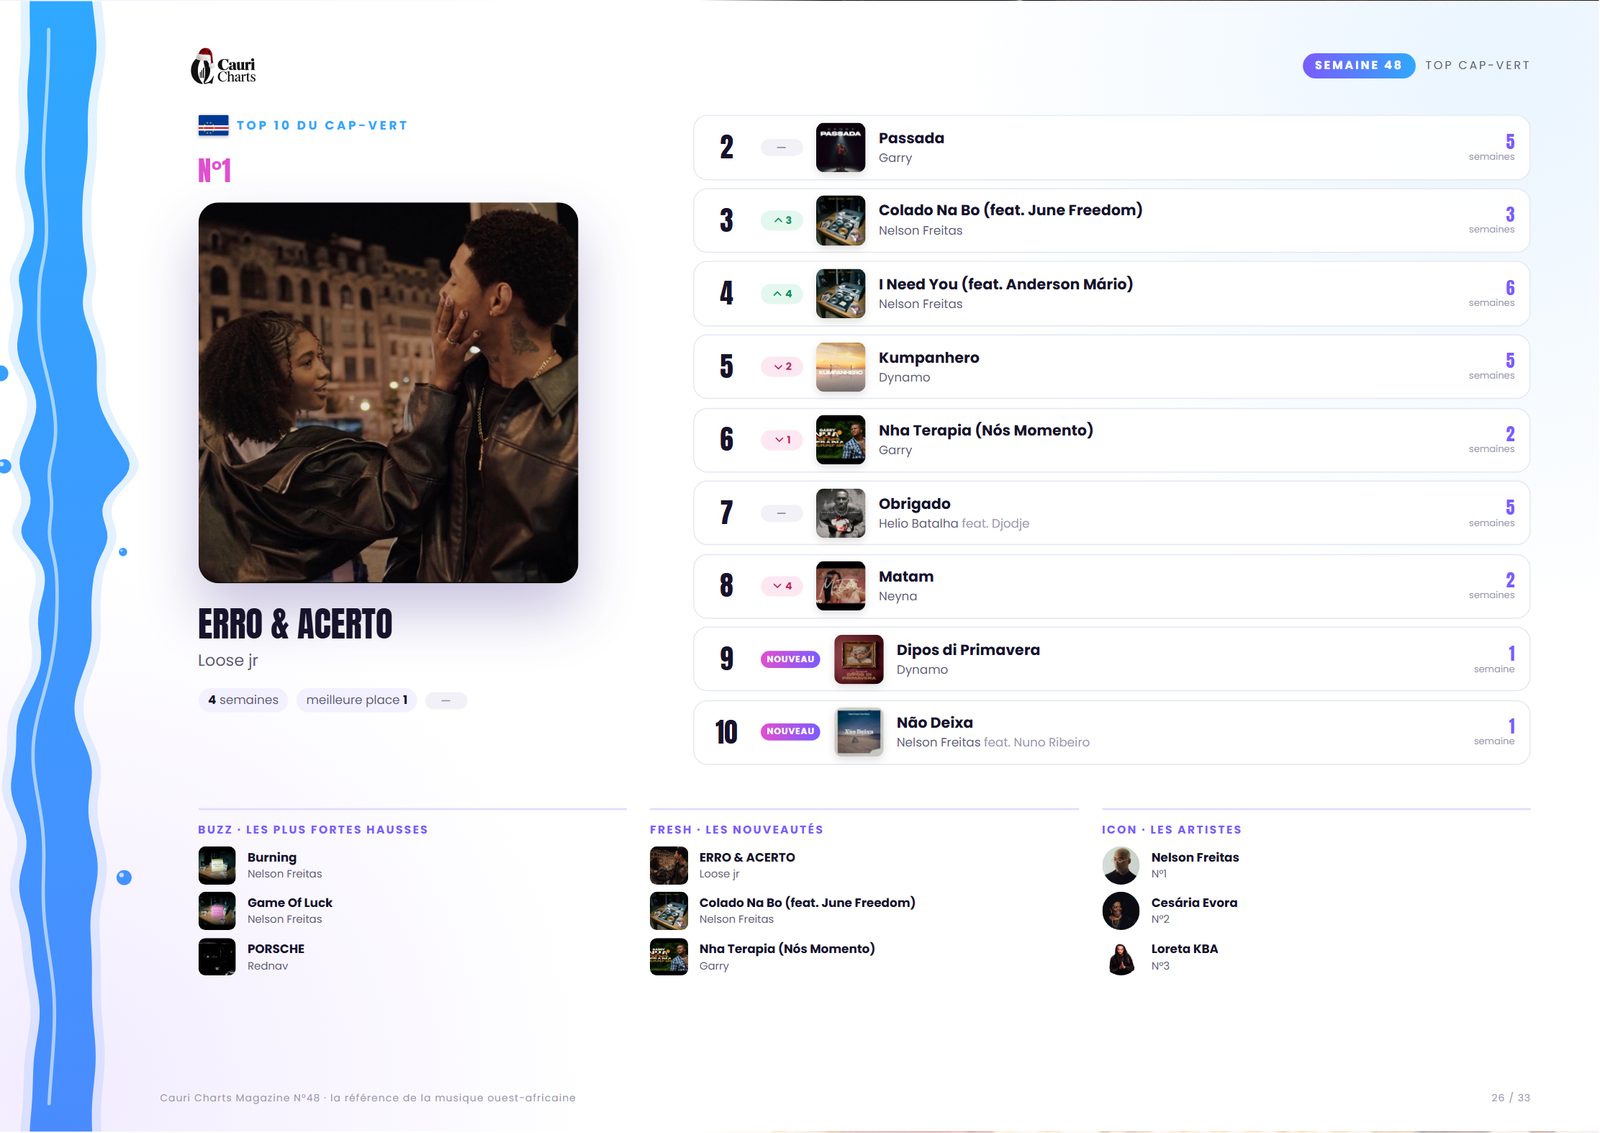 Cauri
Charts
SEMAINE 48
TOP CAP-VERT
TOP 10 DU CAP-VERT
N°1
ERRO & ACERTO
Loose jr
4 semaines
meilleure place 1
—
2
—
PASSADA
Passada
Garry
5
semaines
3
3
Colado Na Bo (feat. June Freedom)
Nelson Freitas
3
semaines
4
4
I Need You (feat. Anderson Mário)
Nelson Freitas
6
semaines
5
2
KUMPANHERO
Kumpanhero
Dynamo
5
semaines
6
1
Nha Terapia (Nós Momento)
Garry
2
semaines
7
—
Obrigado
Helio Batalha feat. Djodje
5
semaines
8
4
Matam
Neyna
2
semaines
9
NOUVEAU
Dipos di Primavera
Dynamo
1
semaine
10
NOUVEAU
Não Deixa
Nelson Freitas feat. Nuno Ribeiro
1
semaine
BUZZ · LES PLUS FORTES HAUSSES
Burning
Nelson Freitas
Game Of Luck
Nelson Freitas
PORSCHE
Rednav
FRESH · LES NOUVEAUTÉS
ERRO & ACERTO
Loose jr
Colado Na Bo (feat. June Freedom)
Nelson Freitas
Nha Terapia (Nós Momento)
Garry
ICON · LES ARTISTES
Nelson Freitas
N°1
Cesária Evora
N°2
Loreta KBA
N°3
Cauri Charts Magazine N°48 · la référence de la musique ouest-africaine
26 / 33